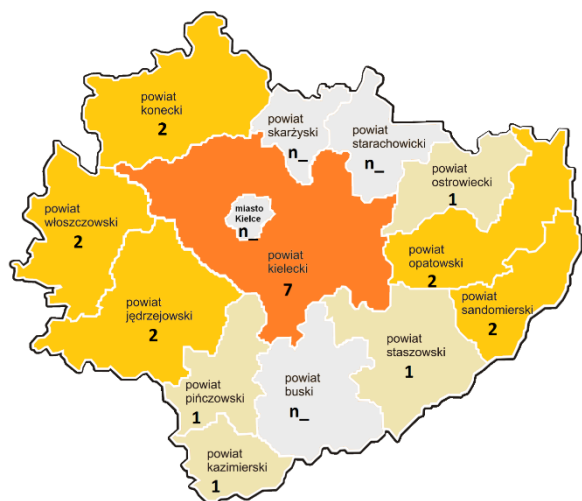 powiat
konecki
2
powiat
skarżyski
n_
powiat
starachowicki
n_
powiat
ostrowiecki
1
powiat
włoszczowski
2
miasto
Kielce
n_
powiat
kielecki
7
powiat
opatowski
2
powiat
jędrzejowski
2
powiat
sandomierski
2
powiat
staszowski
1
powiat
pińczowski
1
powiat
buski
n_
powiat
kazimierski
1